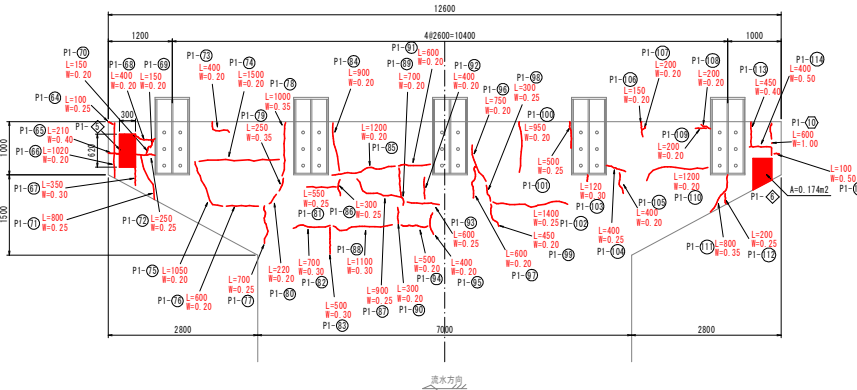 12600
1200
4@2600=10400
1000
P1-70
L=150
W=0.20
P1-68
L=400
W=0.20
P1-69
L=150
W=0.20
P1-73
L=400
W=0.20
P1-74
L=1500
W=0.20
P1-78
L=1000
W=0.35
P1-84
L=900
W=0.20
P1-91
L=600
W=0.20
P1-89
L=700
W=0.20
P1-92
L=400
W=0.20
P1-96
L=750
W=0.20
P1-98
L=300
W=0.25
P1-107
L=200
W=0.20
P1-106
L=150
W=0.20
P1-108
L=200
W=0.20
P1-113
L=450
W=0.40
P1-114
L=400
W=0.50
P1-64
L=100
W=0.25
300
P1-5
620
P1-65
L=210
W=0.40
P1-66
L=1020
W=0.20
P1-79
L=250
W=0.35
L=1200
W=0.20
P1-85
P1-100
L=950
W=0.20
P1-109
L=200
W=0.20
P1-10
L=600
W=1.00
1000
1500
P1-67
L=350
W=0.30
P1-71
L=800
W=0.25
P1-72
L=250
W=0.25
L=550
W=0.25
P1-81
P1-86
L=300
W=0.25
L=500
W=0.25
P1-101
L=120
W=0.30
P1-103
P1-105
L=400
W=0.20
L=1200
W=0.20
P1-110
L=100
W=0.50
A=0.174m2
P1-6
P1-93
L=600
W=0.25
L=1400
W=0.25
P1-102
L=450
W=0.20
P1-99
L=400
W=0.25
P1-104
P1-111
L=800
W=0.35
L=200
W=0.25
P1-112
P1-75
L=1050
W=0.20
P1-76
L=600
W=0.20
L=700
W=0.25
P1-77
L=220
W=0.20
P1-80
L=700
W=0.30
P1-82
P1-88
L=1100
W=0.30
L=500
W=0.30
P1-83
L=900
W=0.25
P1-87
L=300
W=0.20
P1-90
L=500
W=0.20
P1-94
L=400
W=0.20
P1-95
L=600
W=0.20
P1-97
2800
7000
2800
流水方向